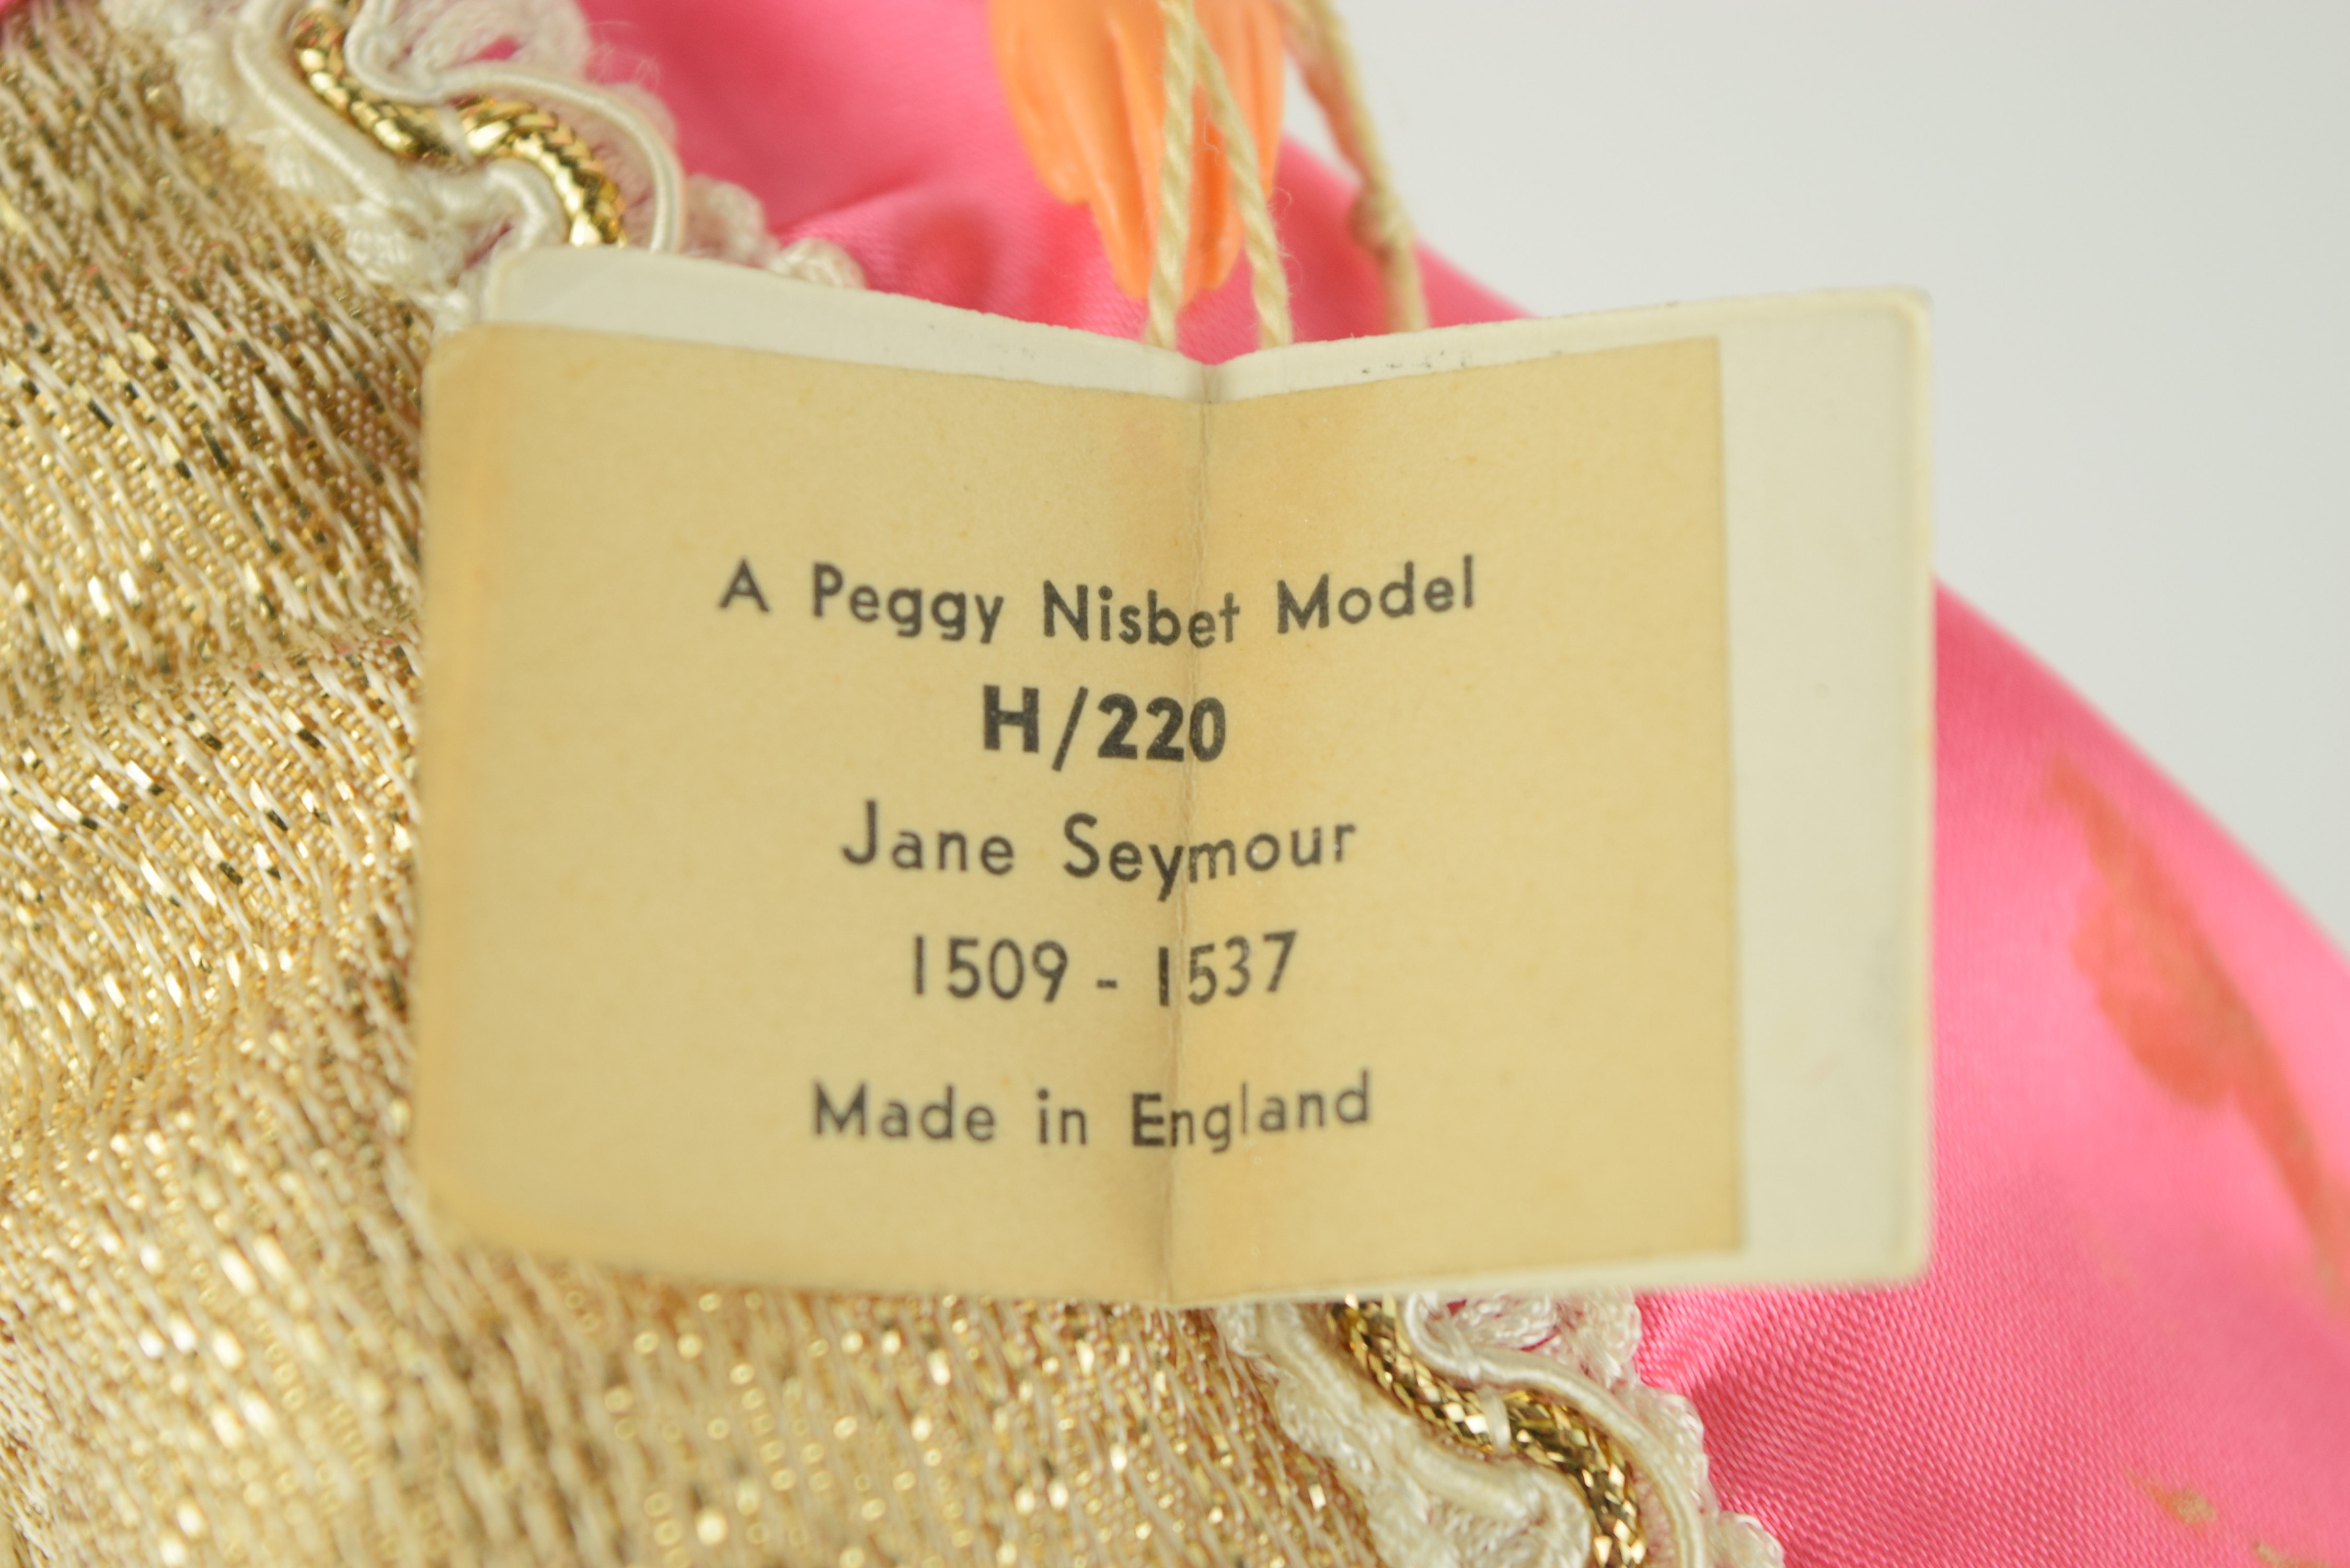 A Peggy Nisbet Model
H/220
Jane Seymour
1509 - 1537
Made in England